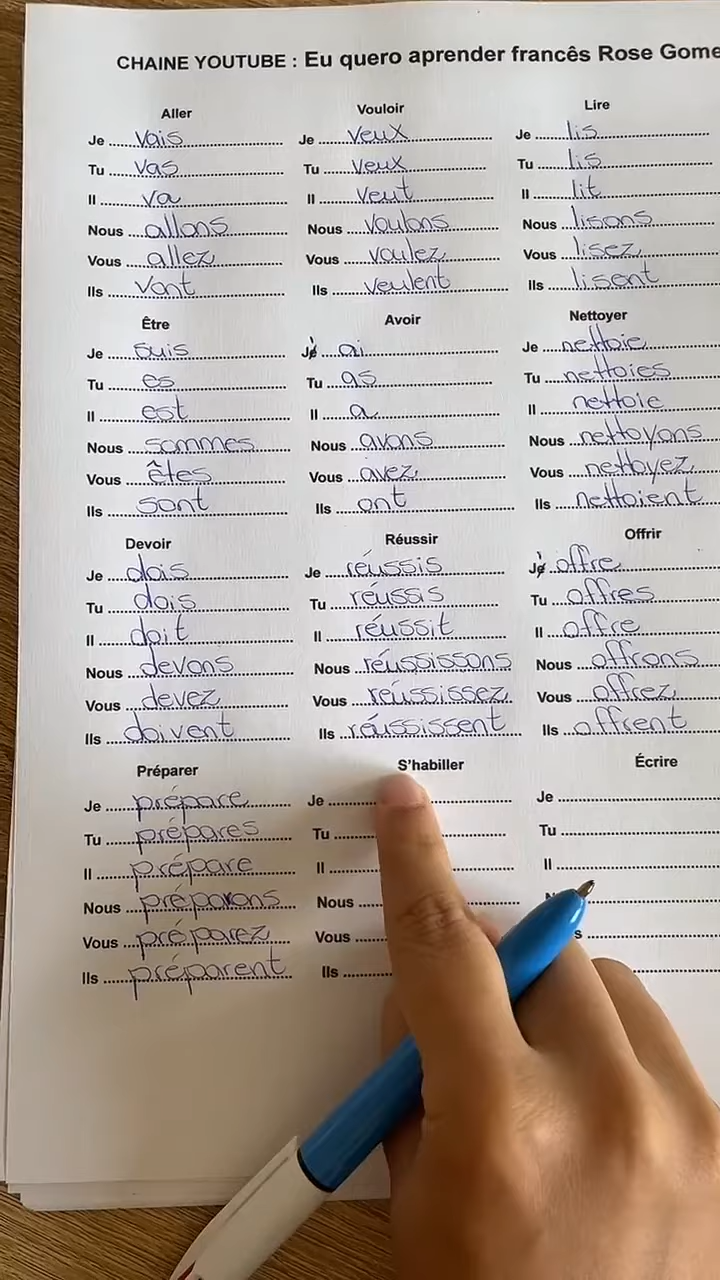 CHAINE YOUTUBE : Eu quero aprender francês Rose Gome
Aller
Je vais
Tu vas
Il va
Nous allons
Vous allez
Ils vont
Vouloir
Je veux
Tu veux
Il veut
Nous voulons
Vous voulez
Ils veulent
Lire
Je lis
Tu lis
Il lit
Nous lisons
Vous lisez
Ils lisent
Être
Je suis
Tu es
Il est
Nous sommes
Vous êtes
Ils sont
Avoir
J' ai
Tu as
Il a
Nous avons
Vous avez
Ils ont
Nettoyer
Je nettoie
Tu nettoies
Il nettoie
Nous nettoyons
Vous nettoyez
Ils nettoient
Devoir
Je dois
Tu dois
Il doit
Nous devons
Vous devez
Ils doivent
Réussir
Je réussis
Tu réussis
Il réussit
Nous réussissons
Vous réussissez
Ils réussissent
Offrir
J' offre
Tu offres
Il offre
Nous offrons
Vous offrez
Ils offrent
Préparer
Je prépare
Tu prépares
Il prépare
Nous préparons
Vous préparez
Ils préparent
S'habiller
Je
Tu
Il
Nous
Vous
Ils
Écrire
Je
Tu
Il